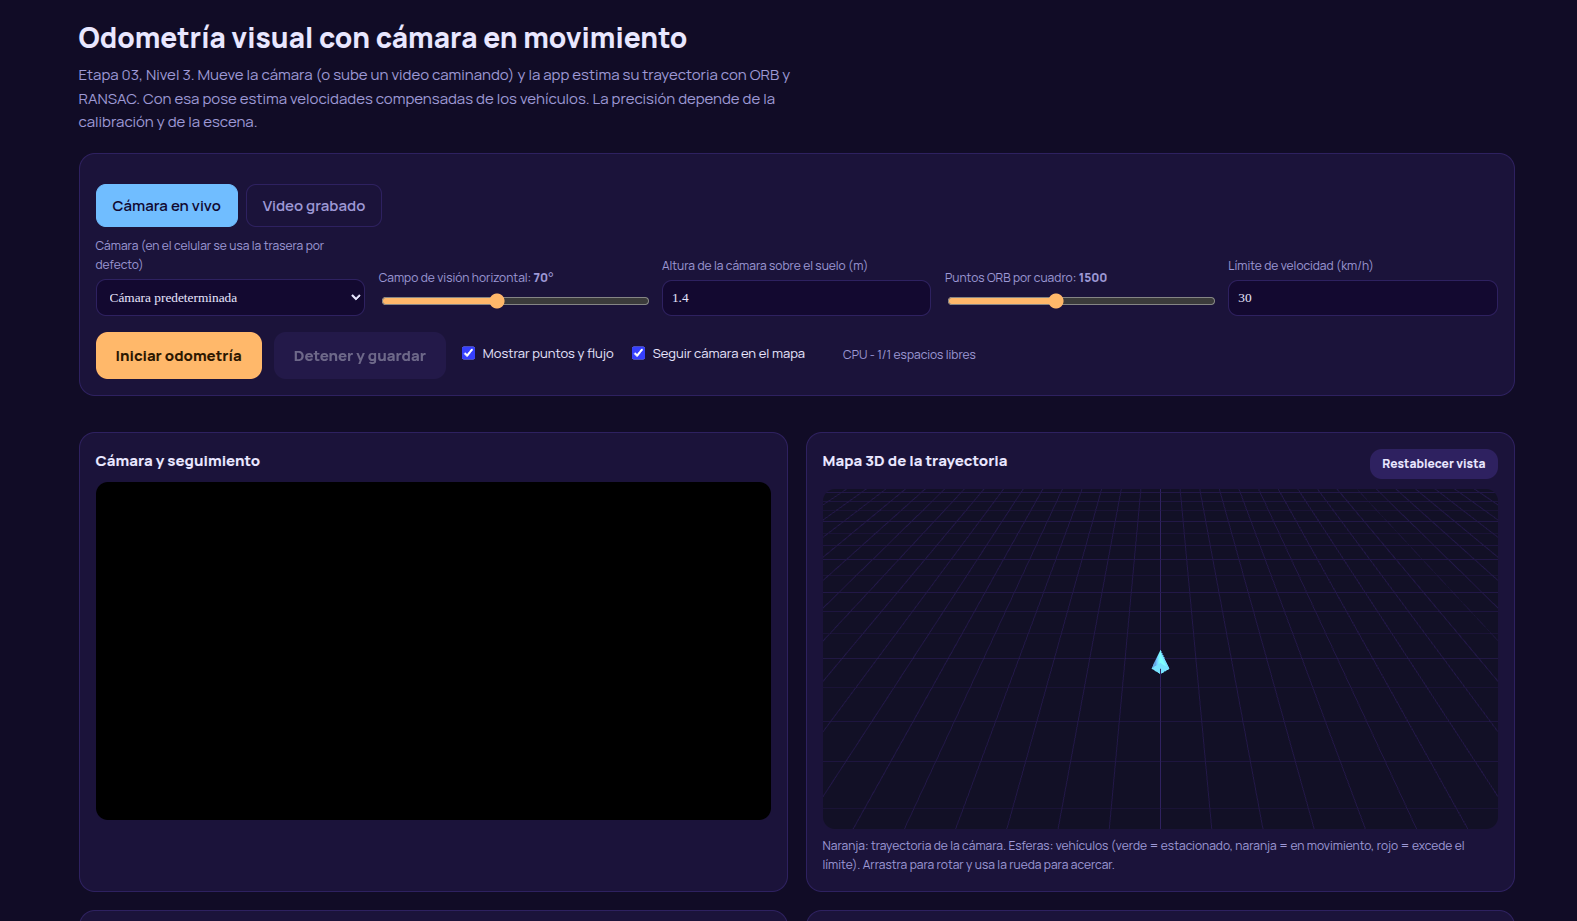 Odometría visual con cámara en movimiento
Etapa 03, Nivel 3. Mueve la cámara (o sube un video caminando) y la app estima su trayectoria con ORB y
RANSAC. Con esa pose estima velocidades compensadas de los vehículos. La precisión depende de la
calibración y de la escena.
Cámara en vivo
Video grabado
Cámara (en el celular se usa la trasera por
defecto)
Cámara predeterminada
Campo de visión horizontal: 70°
Altura de la cámara sobre el suelo (m)
1.4
Puntos ORB por cuadro: 1500
Límite de velocidad (km/h)
30
Iniciar odometría
Detener y guardar
Mostrar puntos y flujo
Seguir cámara en el mapa
CPU - 1/1 espacios libres
Cámara y seguimiento
Mapa 3D de la trayectoria
Restablecer vista
Naranja: trayectoria de la cámara. Esferas: vehículos (verde = estacionado, naranja = en movimiento, rojo = excede el
límite). Arrastra para rotar y usa la rueda para acercar.